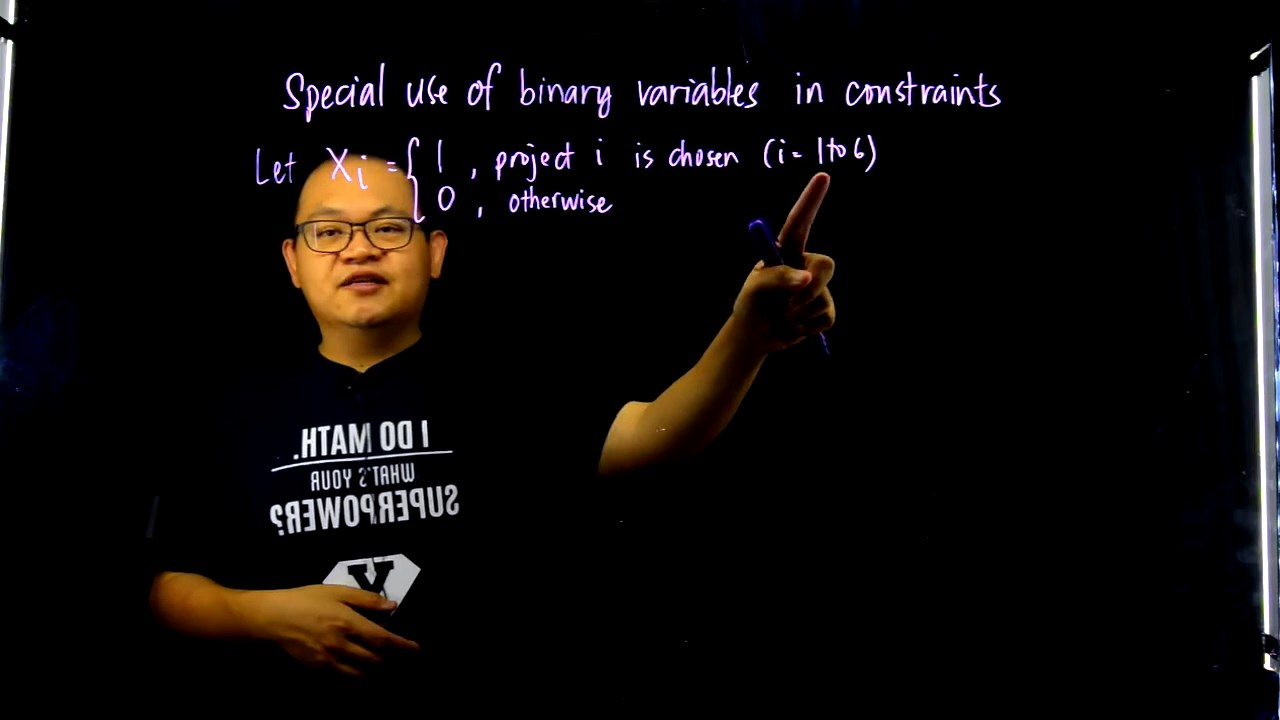 Special use of binary variables in constraints
Let Xi = { 1 , project i is chosen (i = 1 to 6)
0 , otherwise
I DO MATH.
WHAT'S YOUR
SUPERPOWER?